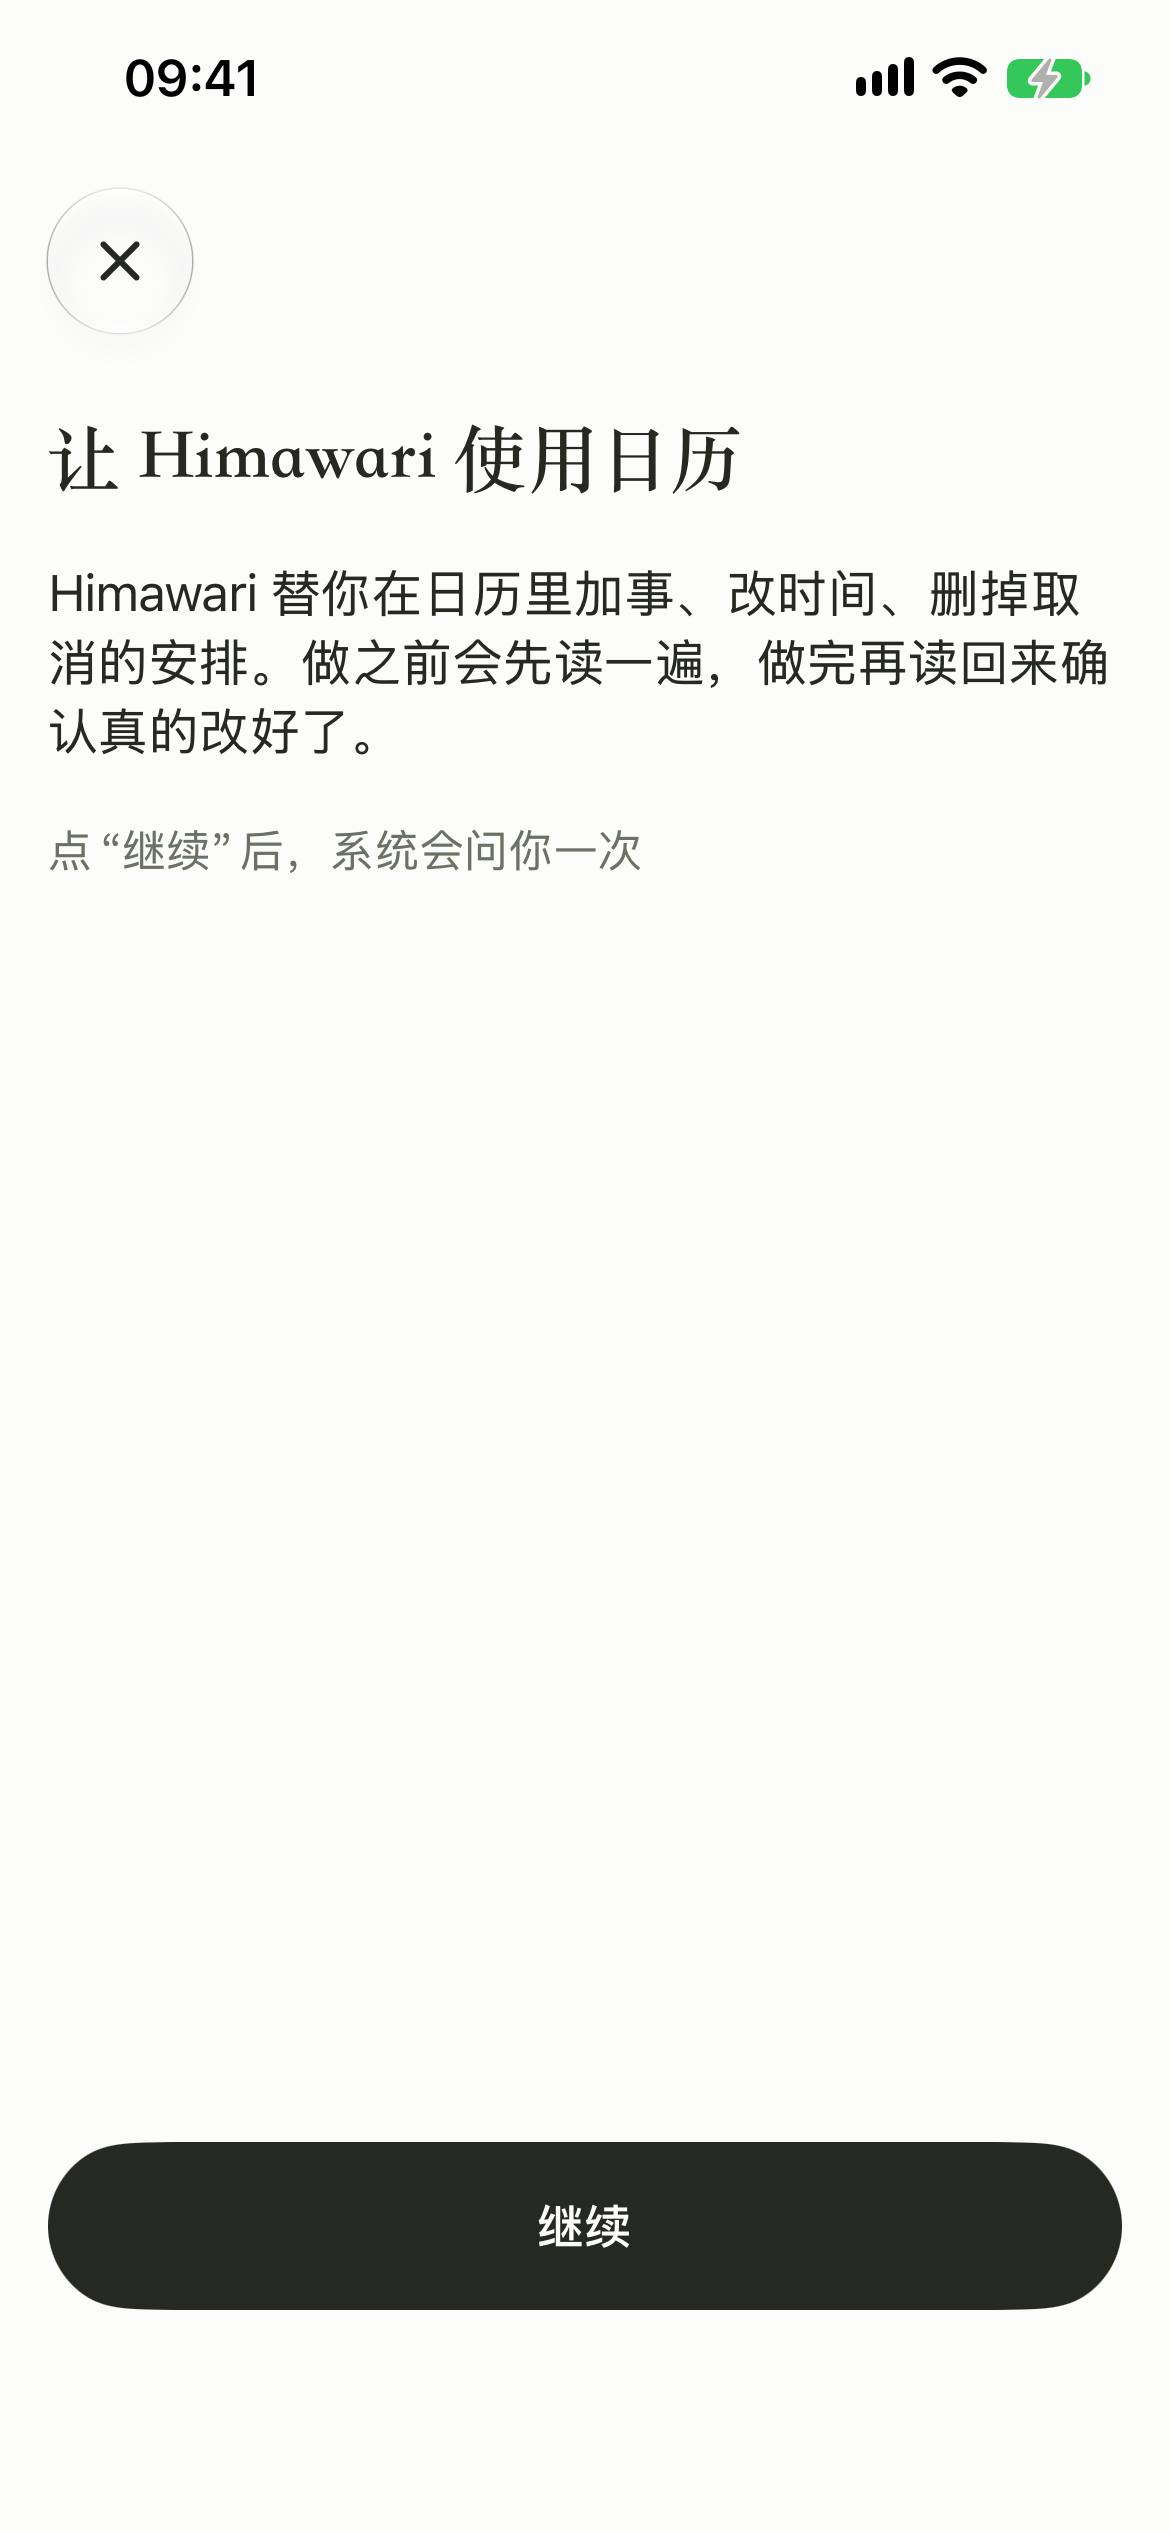 09:41
让 Himawari 使用日历
Himawari 替你在日历里加事、改时间、删掉取
消的安排。做之前会先读一遍，做完再读回来确
认真的改好了。
点 “继续” 后，系统会问你一次
继续